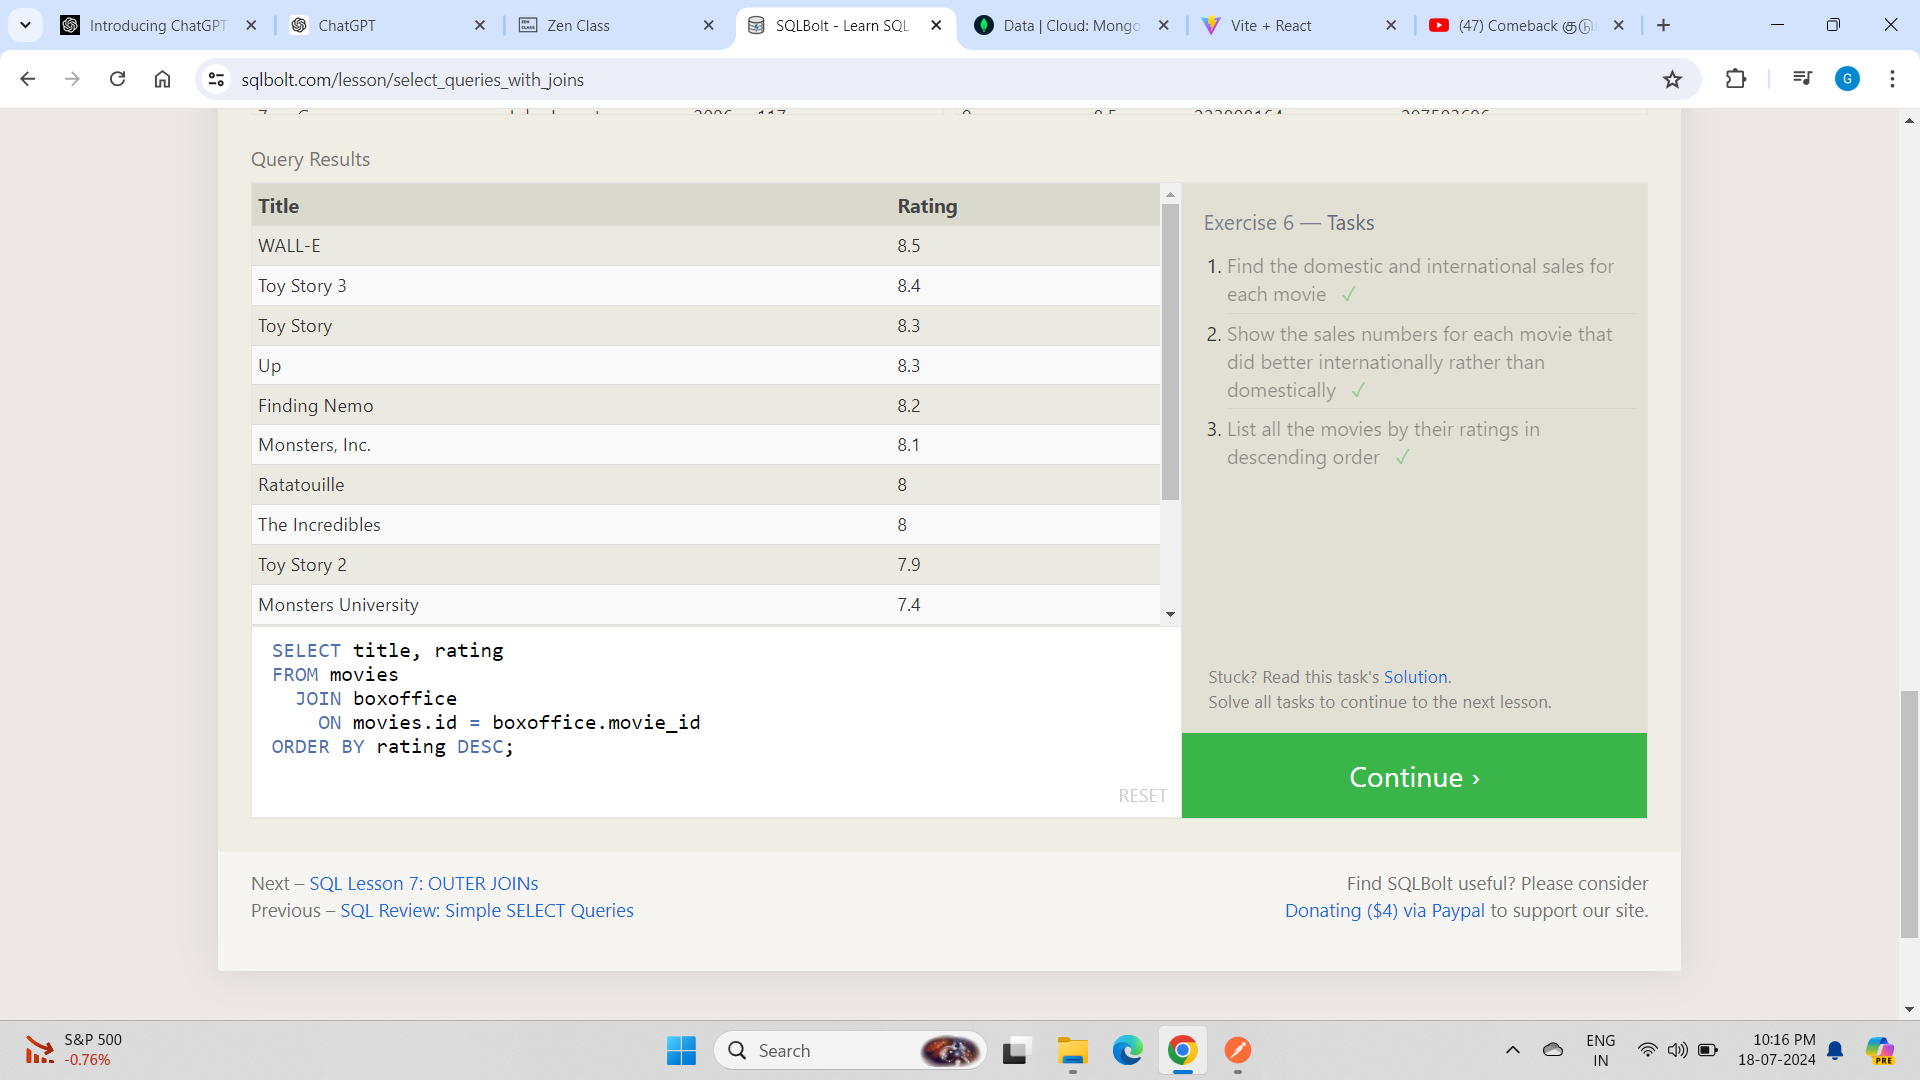 Introducing ChatGPT
ChatGPT
Zen Class
SQLBolt - Learn SQL
Data | Cloud: Mongo
Vite + React
(47) Comeback
sqlbolt.com/lesson/select_queries_with_joins
G
2006 117
8.5
Query Results
Title Rating
WALL-E 8.5
Toy Story 3 8.4
Toy Story 8.3
Up 8.3
Finding Nemo 8.2
Monsters, Inc. 8.1
Ratatouille 8
The Incredibles 8
Toy Story 2 7.9
Monsters University 7.4
SELECT title, rating
FROM movies
JOIN boxoffice
ON movies.id = boxoffice.movie_id
ORDER BY rating DESC;
RESET
Exercise 6 — Tasks
1. Find the domestic and international sales for
each movie ✓
2. Show the sales numbers for each movie that
did better internationally rather than
domestically ✓
3. List all the movies by their ratings in
descending order ✓
Stuck? Read this task's Solution.
Solve all tasks to continue to the next lesson.
Continue ›
Next – SQL Lesson 7: OUTER JOINs
Previous – SQL Review: Simple SELECT Queries
Find SQLBolt useful? Please consider
Donating ($4) via Paypal to support our site.
S&P 500
-0.76%
Search
ENG
IN
10:16 PM
18-07-2024
PRE